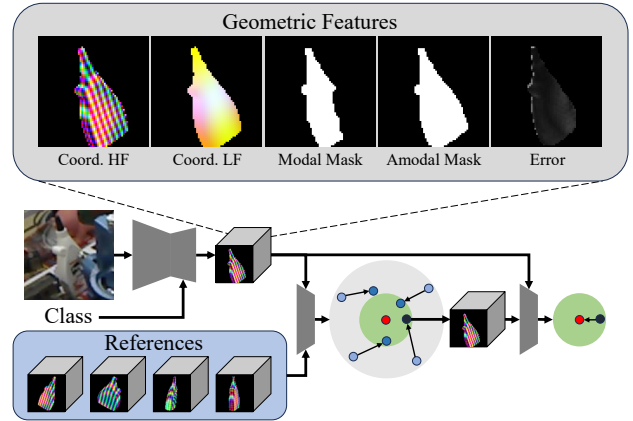 Geometric Features
Coord. HF Coord. LF Modal Mask Amodal Mask Error
Class
References